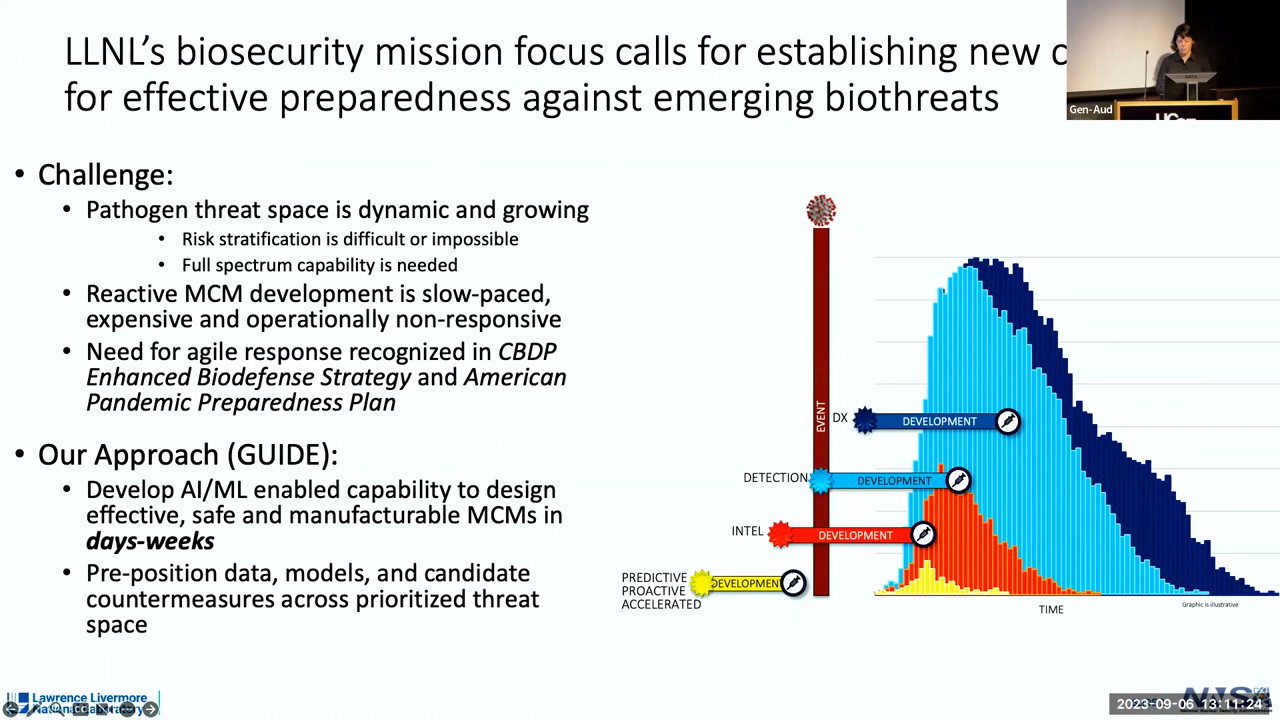 LLNL’s biosecurity mission focus calls for establishing new c
for effective preparedness against emerging biothreats
Gen-Aud
• Challenge:
• Pathogen threat space is dynamic and growing
• Risk stratification is difficult or impossible
• Full spectrum capability is needed
• Reactive MCM development is slow-paced,
expensive and operationally non-responsive
• Need for agile response recognized in CBDP
Enhanced Biodefense Strategy and American
Pandemic Preparedness Plan
• Our Approach (GUIDE):
• Develop AI/ML enabled capability to design
effective, safe and manufacturable MCMs in
days-weeks
• Pre-position data, models, and candidate
countermeasures across prioritized threat
space
EVENT
DX
DEVELOPMENT
DETECTION
DEVELOPMENT
INTEL
DEVELOPMENT
PREDICTIVE
PROACTIVE
ACCELERATED
DEVELOPMENT
TIME
Graphic is illustrative
Lawrence Livermore
National Laboratory
2023-09-06 13:11:24